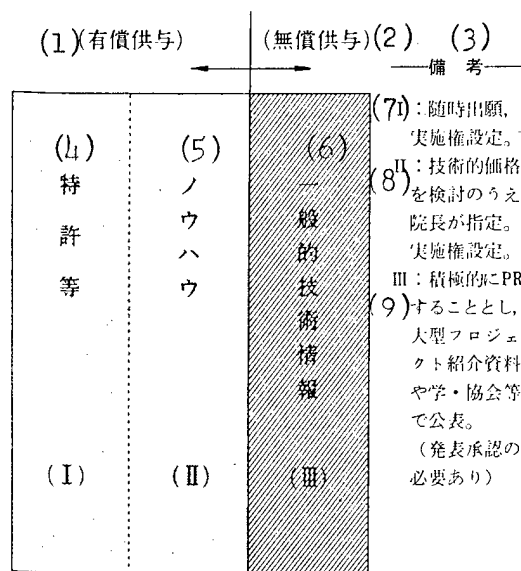 (1)(有償供与)
(無償供与)(2)
(3)
備考
(4)
特許等
(I)
(5)
ノウハウ
(II)
(6)
一般的技術情報
(III)
(7)I:随時出願,
実施権設定。
(8)II:技術的価格
を検討のうえ
院長が指定。
実施権設定。
III:積極的にPR
(9)することとし,
大型プロジェ
クト紹介資料
や学・協会等
で公表。
(発表承認の
必要あり)